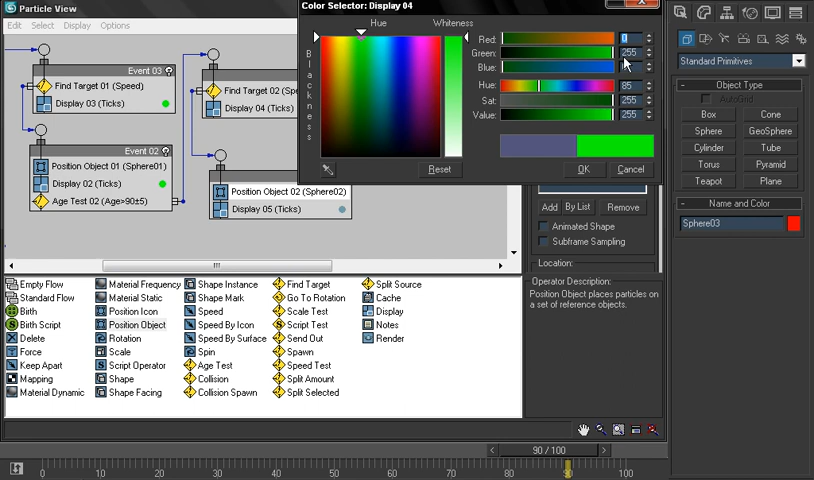 Particle View
Edit Select Display Options
Event 03
Find Target 01 (Speed)
Display 03 (Ticks)
Event 02
Position Object 01 (Sphere01)
Display 02 (Ticks)
Age Test 02 (Age>90±5)
Find Target 02
Display 04 (Ticks)
Position Object 02 (Sphere02)
Display 05 (Ticks)
Color Selector: Display 04
Hue Whiteness
Blackness
Red: 0
Green: 255
Blue:
Hue: 85
Sat: 255
Value: 255
Reset OK Cancel
Add By List Remove
Animated Shape
Subframe Sampling
Location:
Operator Description:
Position Object places particles on
a set of reference objects.
Empty Flow
Standard Flow
Birth
Birth Script
Delete
Force
Keep Apart
Mapping
Material Dynamic
Material Frequency
Material Static
Position Icon
Position Object
Rotation
Scale
Script Operator
Shape
Shape Facing
Shape Instance
Shape Mark
Speed
Speed By Icon
Speed By Surface
Spin
Age Test
Collision
Collision Spawn
Find Target
Go To Rotation
Scale Test
Script Test
Send Out
Spawn
Speed Test
Split Amount
Split Selected
Split Source
Cache
Display
Notes
Render
Standard Primitives
Object Type
AutoGrid
Box Cone
Sphere GeoSphere
Cylinder Tube
Torus Pyramid
Teapot Plane
Name and Color
Sphere03
90 / 100
0 10 20 30 40 50 60 70 80 90 100